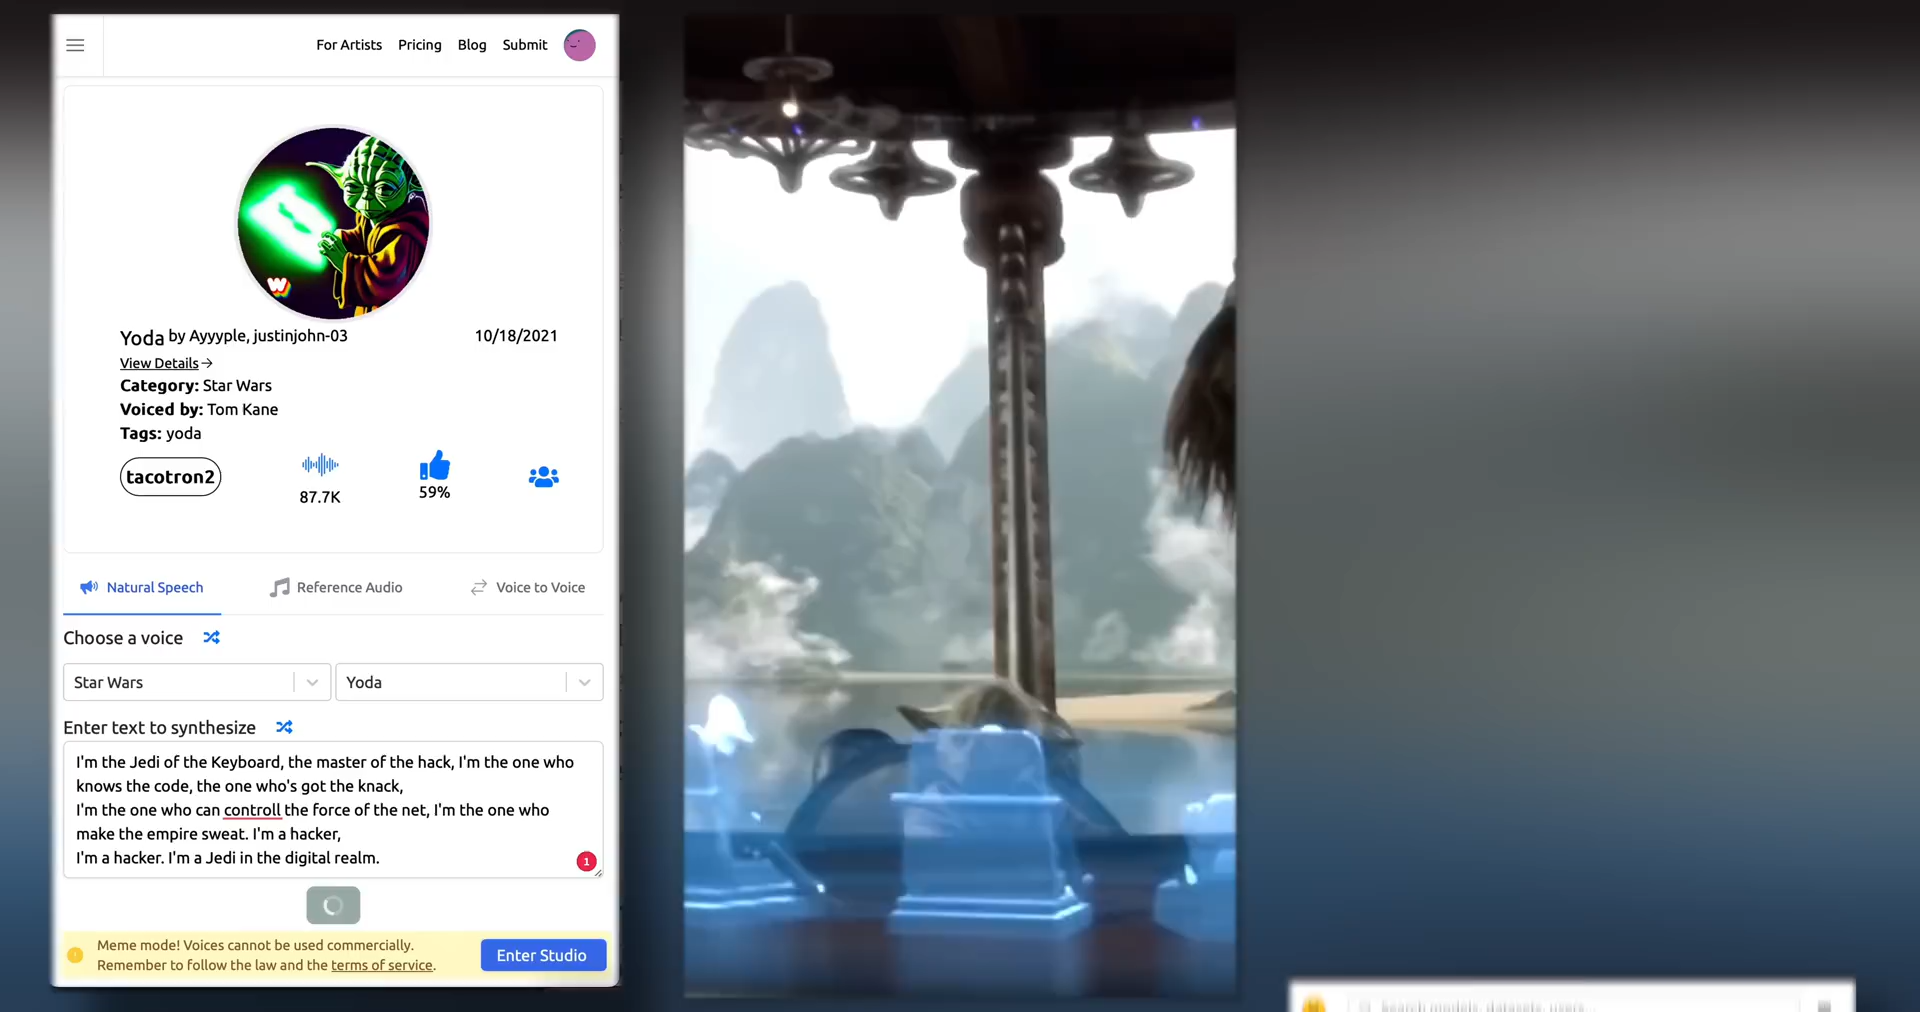 For Artists Pricing Blog Submit
W
Yoda by Ayyyple, justinjohn-03 10/18/2021
View Details→
Category: Star Wars
Voiced by: Tom Kane
Tags: yoda
tacotron2
87.7K
59%
Natural Speech Reference Audio Voice to Voice
Choose a voice
Star Wars Yoda
Enter text to synthesize
I'm the Jedi of the Keyboard, the master of the hack, I'm the one who
knows the code, the one who's got the knack,
I'm the one who can controll the force of the net, I'm the one who
make the empire sweat. I'm a hacker,
I'm a hacker. I'm a Jedi in the digital realm.
1
Meme mode! Voices cannot be used commercially.
Remember to follow the law and the terms of service.
Enter Studio